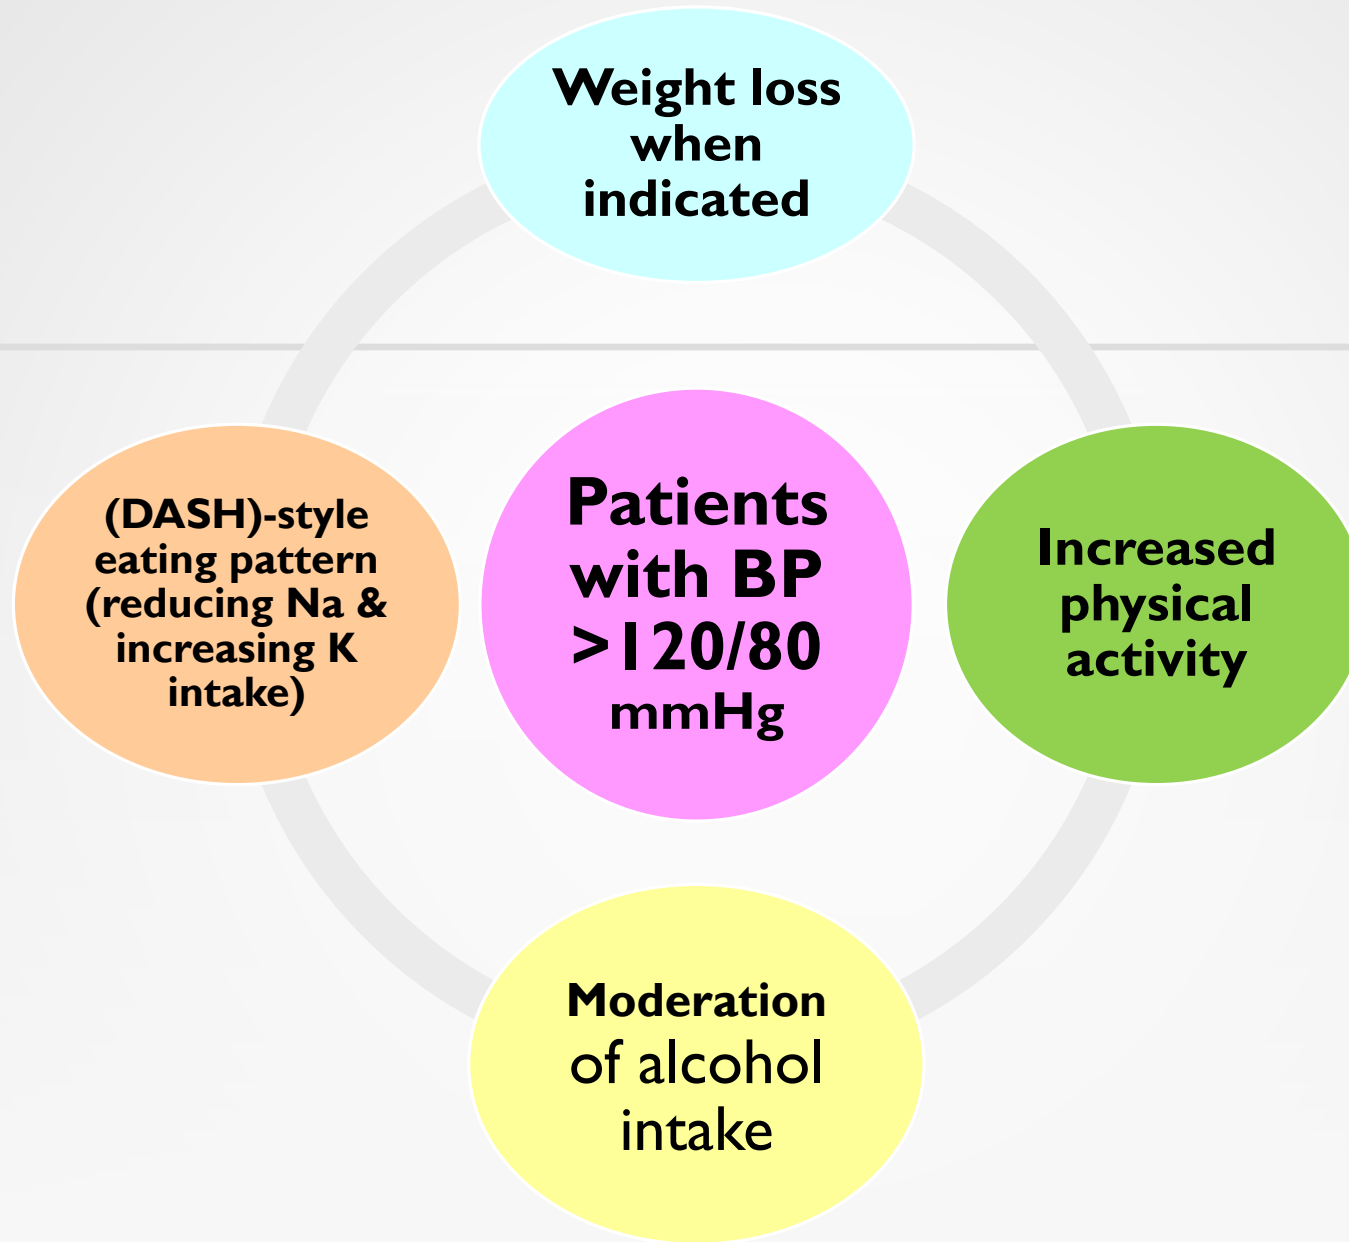 Weight loss
when
indicated
(DASH)-style
eating pattern
(reducing Na &
increasing K
intake)
Patients
with BP
>120/80
mmHg
Increased
physical
activity
Moderation
of alcohol
intake